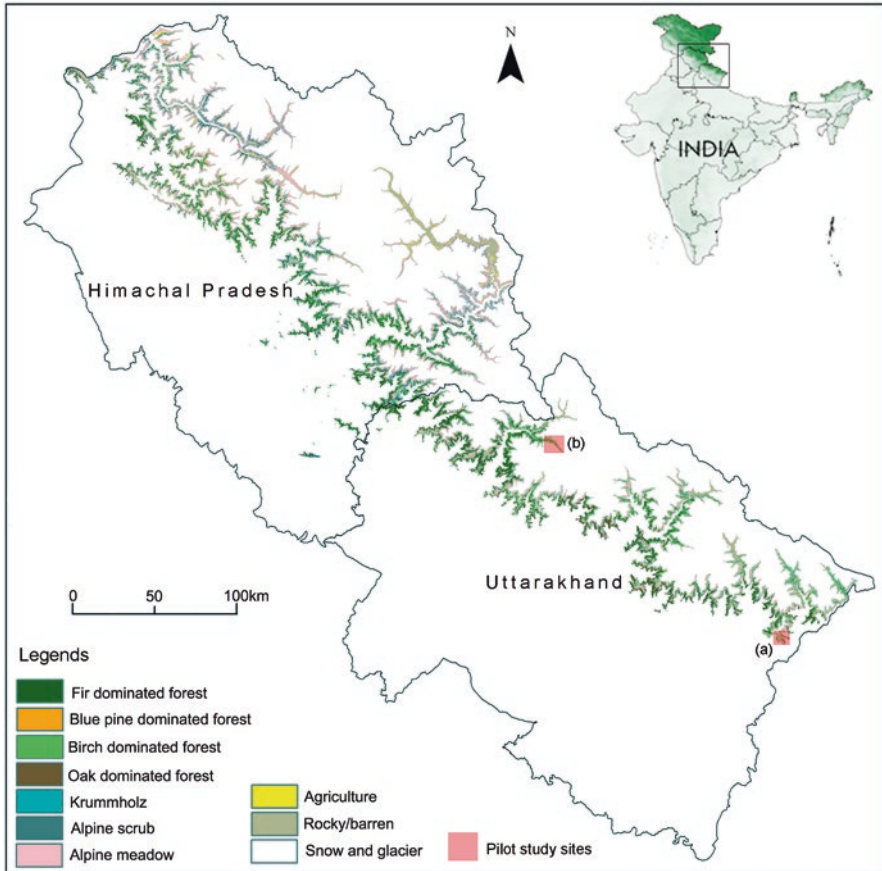 N
INDIA
Himachal Pradesh
(b)
Uttarakhand
0 50 100km
(a)
Legends
Fir dominated forest
Blue pine dominated forest
Birch dominated forest
Oak dominated forest
Krummholz
Alpine scrub
Alpine meadow
Agriculture
Rocky/barren
Snow and glacier
Pilot study sites